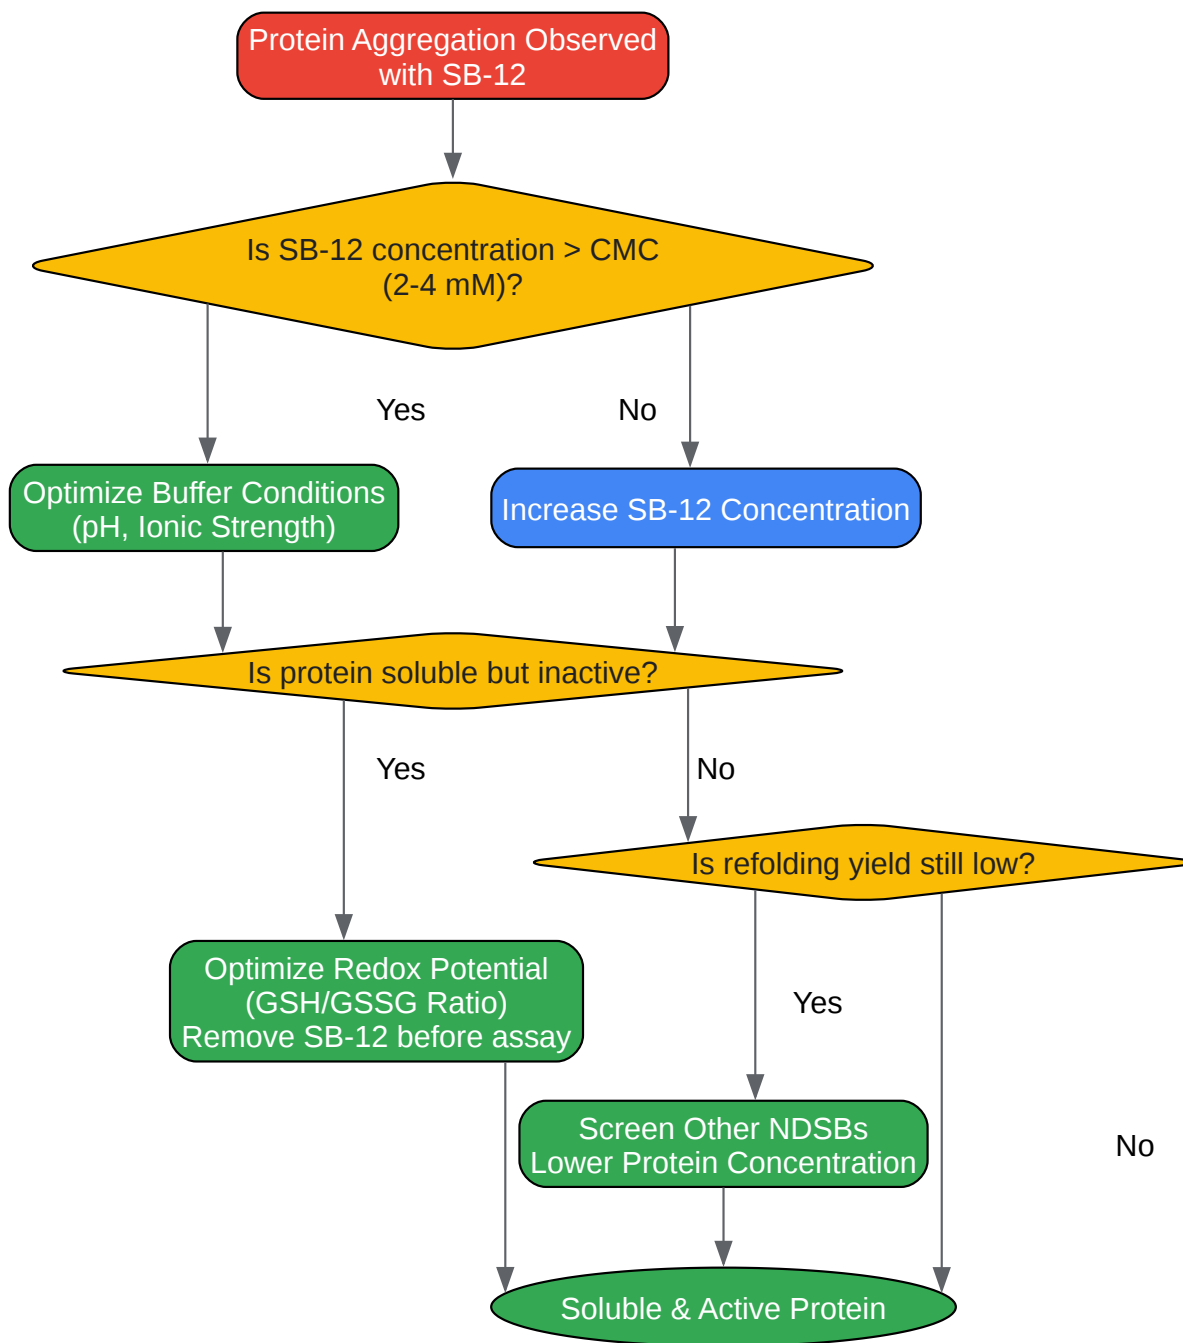 Protein Aggregation Observed
with SB-12
Is SB-12 concentration > CMC
(2-4 mM)?
Yes
No
Optimize Buffer Conditions
(pH, Ionic Strength)
Increase SB-12 Concentration
Is protein soluble but inactive?
Yes
No
Is refolding yield still low?
Optimize Redox Potential
(GSH/GSSG Ratio)
Remove SB-12 before assay
Yes
Screen Other NDSBs
Lower Protein Concentration
No
Soluble & Active Protein